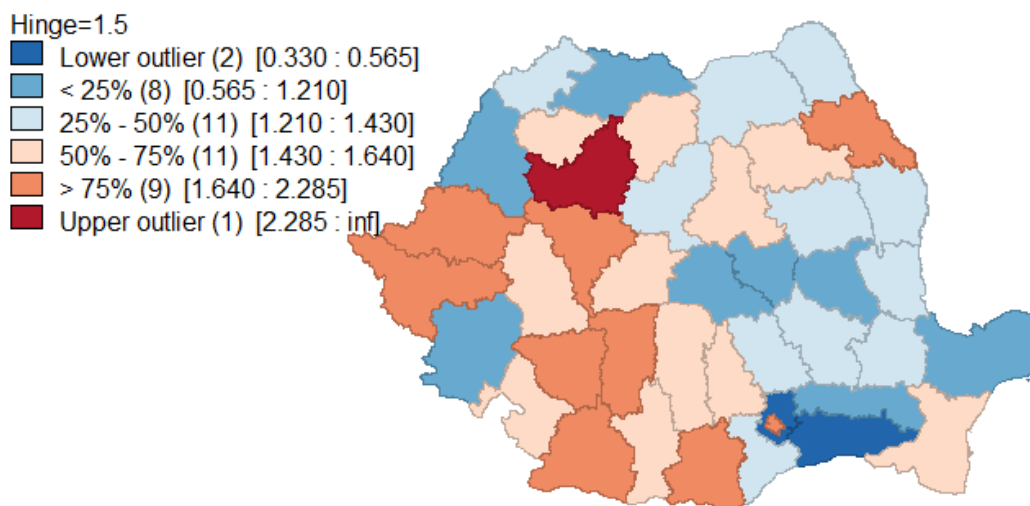 Hinge=1.5
Lower outlier (2) [0.330 : 0.565]
< 25% (8) [0.565 : 1.210]
25% - 50% (11) [1.210 : 1.430]
50% - 75% (11) [1.430 : 1.640]
> 75% (9) [1.640 : 2.285]
Upper outlier (1) [2.285 : inf]